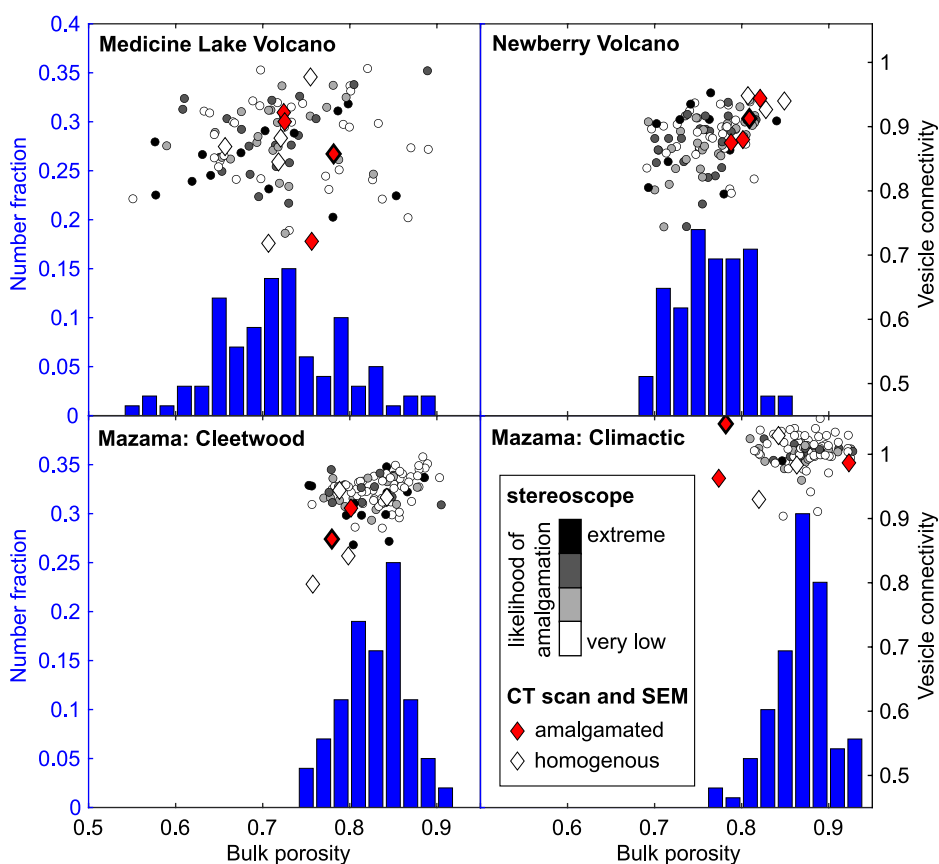 Medicine Lake Volcano
Newberry Volcano
0.4
0.35
0.3
0.25
0.2
0.15
0.1
0.05
0
Number fraction
1
0.9
0.8
0.7
0.6
0.5
Vesicle connectivity
Mazama: Cleetwood
Mazama: Climactic
0.35
0.3
0.25
0.2
0.15
0.1
0.05
0
Number fraction
stereoscope
likelihood of
amalgamation
extreme
very low
CT scan and SEM
amalgamated
homogenous
1
0.9
0.8
0.7
0.6
0.5
Vesicle connectivity
0.5 0.6 0.7 0.8 0.9
Bulk porosity
0.6 0.7 0.8 0.9
Bulk porosity